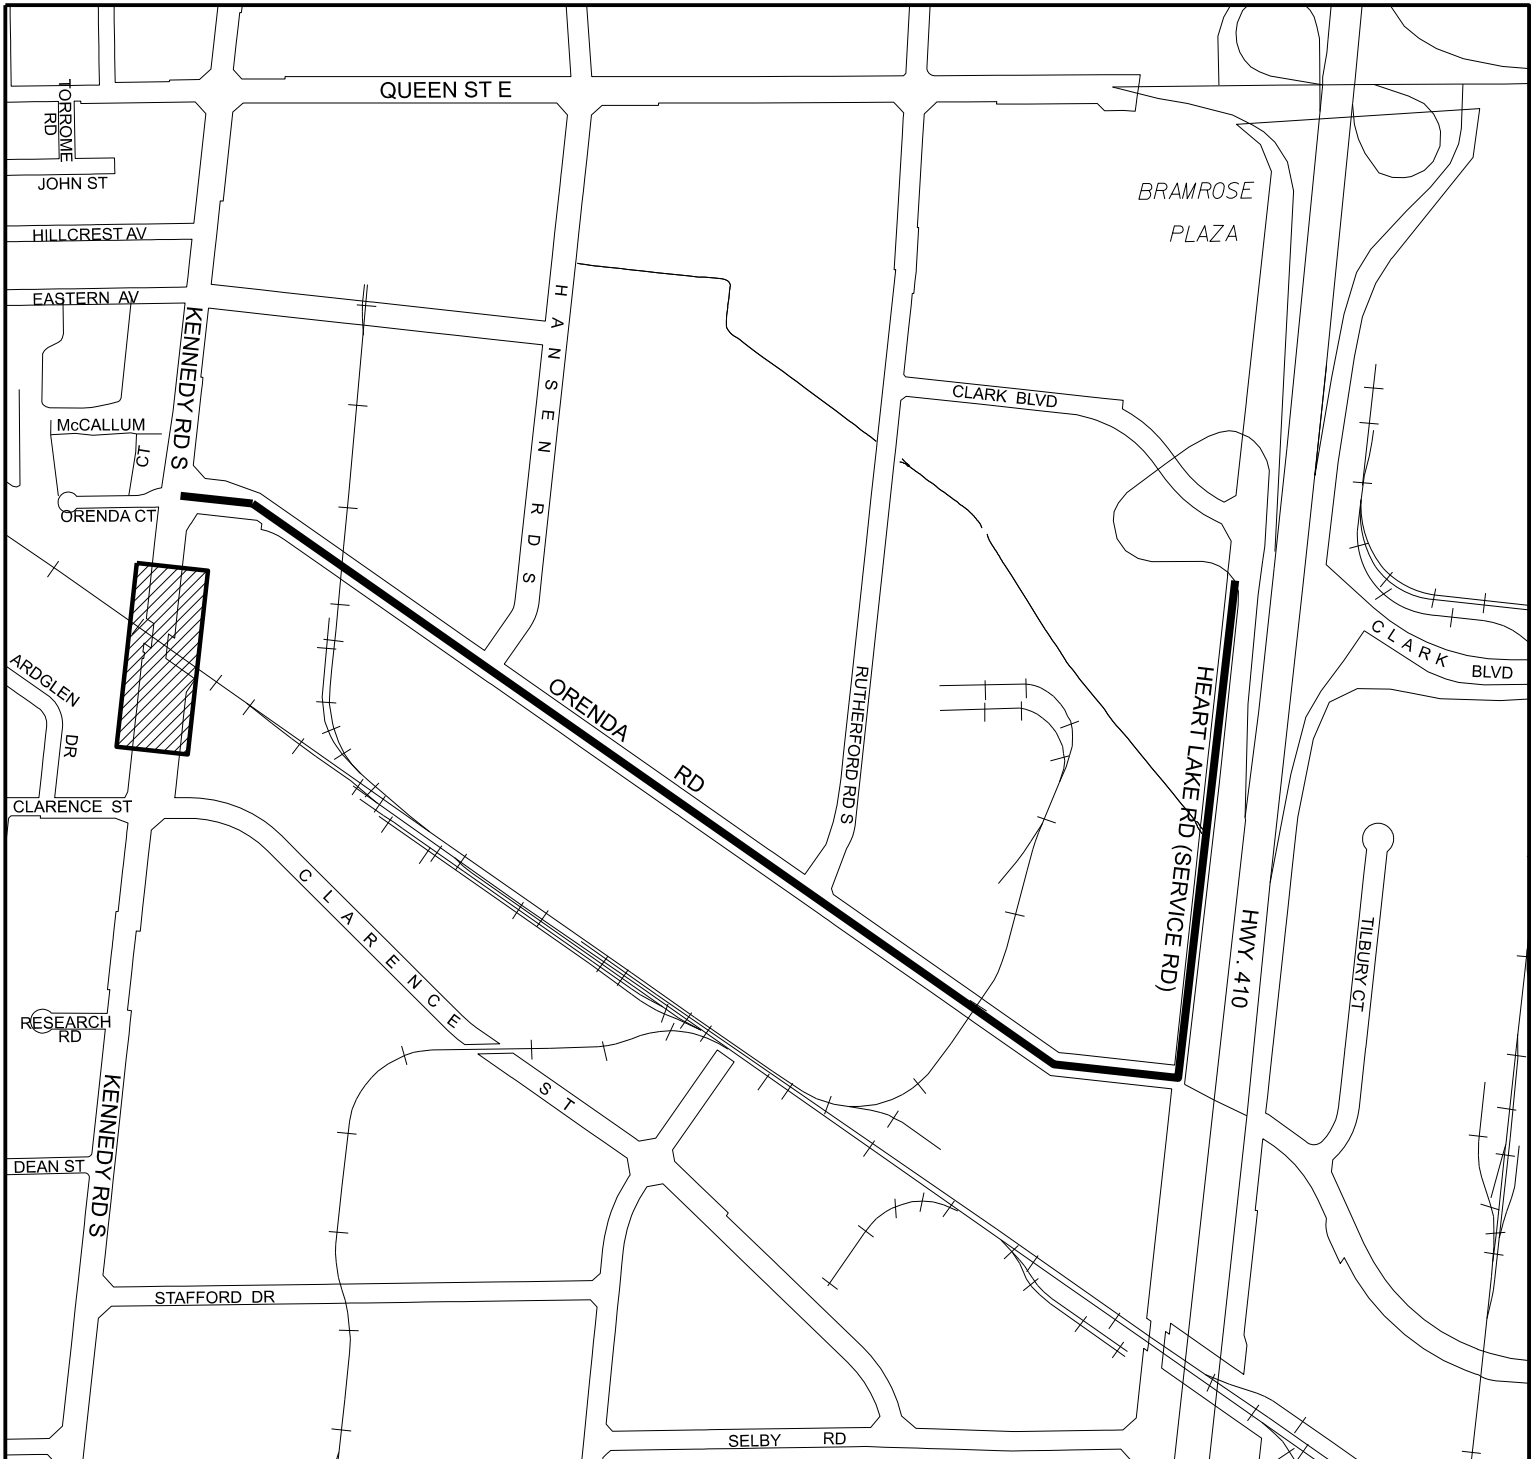 QUEEN ST E
TORROME
RD
JOHN ST
BRAMROSE
PLAZA
HILLCREST AV
EASTERN AV
KENNEDY RD S
HANSEN RD S
CLARK BLVD
McCALLUM
CT
ORENDA CT
CLARK BLVD
ARDGLEN
DR
ORENDA
RD
RUTHERFORD RD S
HEART LAKE RD (SERVICE RD)
CLARENCE ST
CLARENCE
ST
HWY. 410
TILBURY CT
RESEARCH
RD
KENNEDY RD S
DEAN ST
STAFFORD DR
SELBY RD